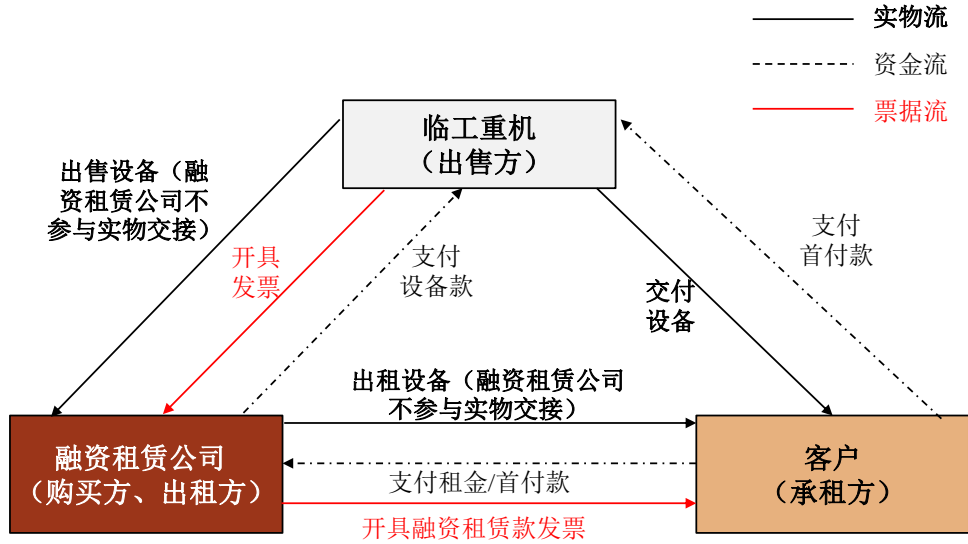 实物流
资金流
票据流
临工重机
（出售方）
出售设备（融
资租赁公司不
参与实物交接）
开具
发票
支付
设备款
支付
首付款
交付
设备
出租设备（融资租赁公司
不参与实物交接）
融资租赁公司
（购买方、出租方）
客户
（承租方）
支付租金/首付款
开具融资租赁款发票